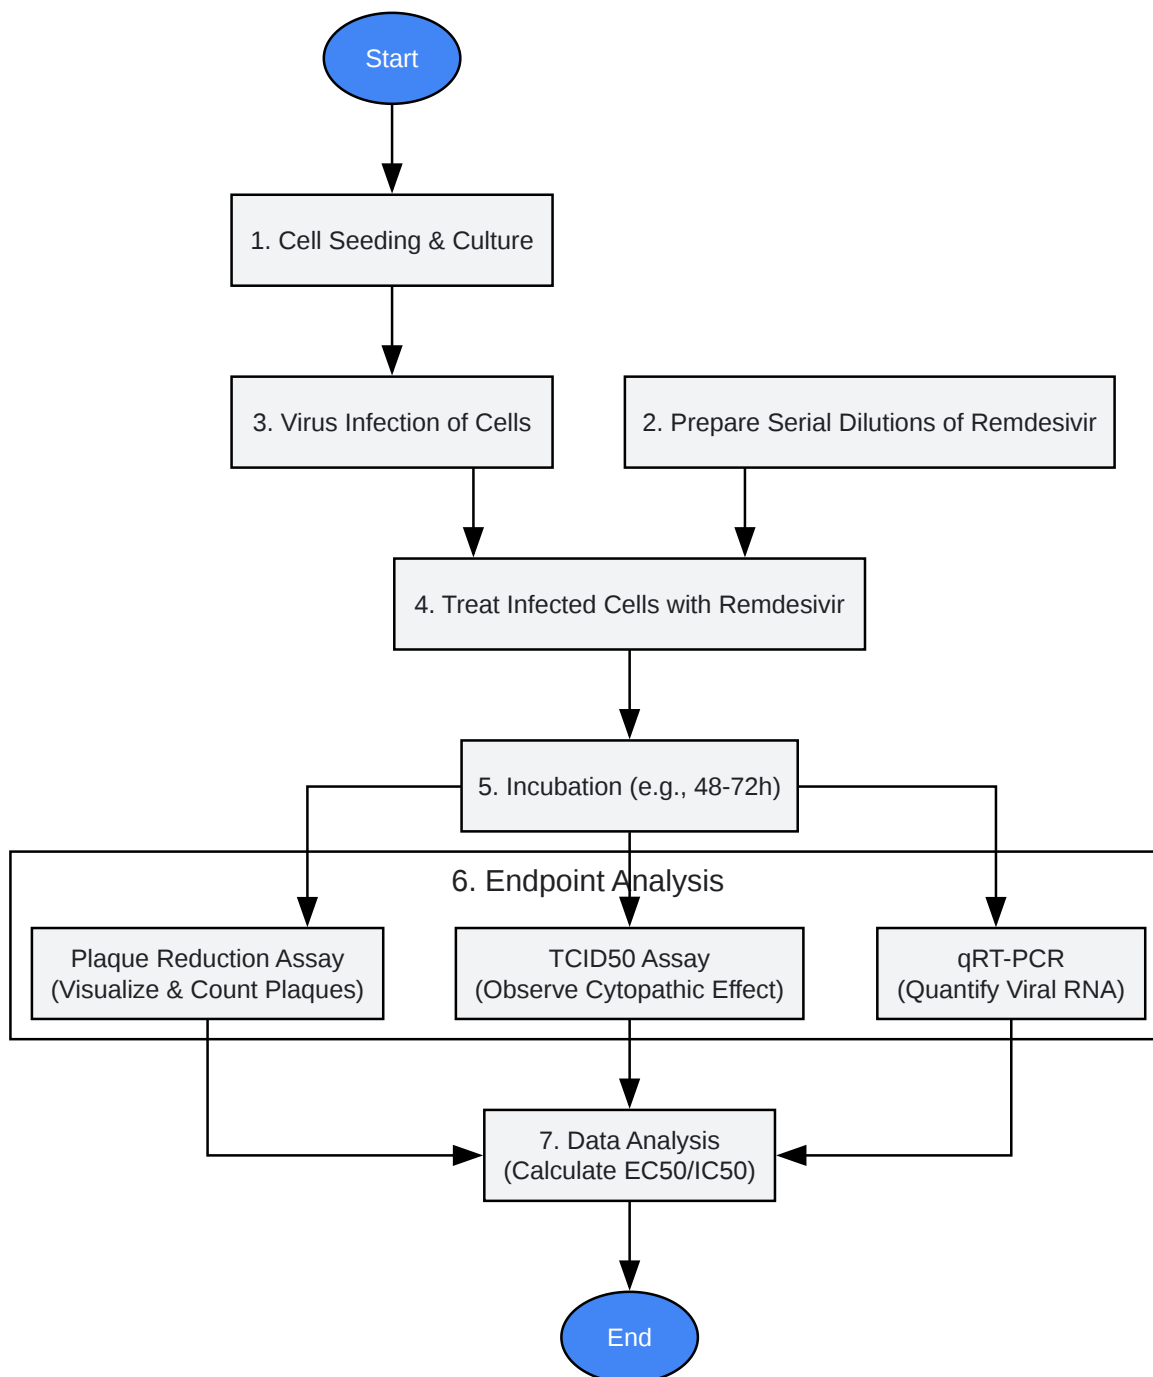 Start
1. Cell Seeding & Culture
3. Virus Infection of Cells
2. Prepare Serial Dilutions of Remdesivir
4. Treat Infected Cells with Remdesivir
5. Incubation (e.g., 48-72h)
6. Endpoint Analysis
Plaque Reduction Assay
(Visualize & Count Plaques)
TCID50 Assay
(Observe Cytopathic Effect)
qRT-PCR
(Quantify Viral RNA)
7. Data Analysis
(Calculate EC50/IC50)
End